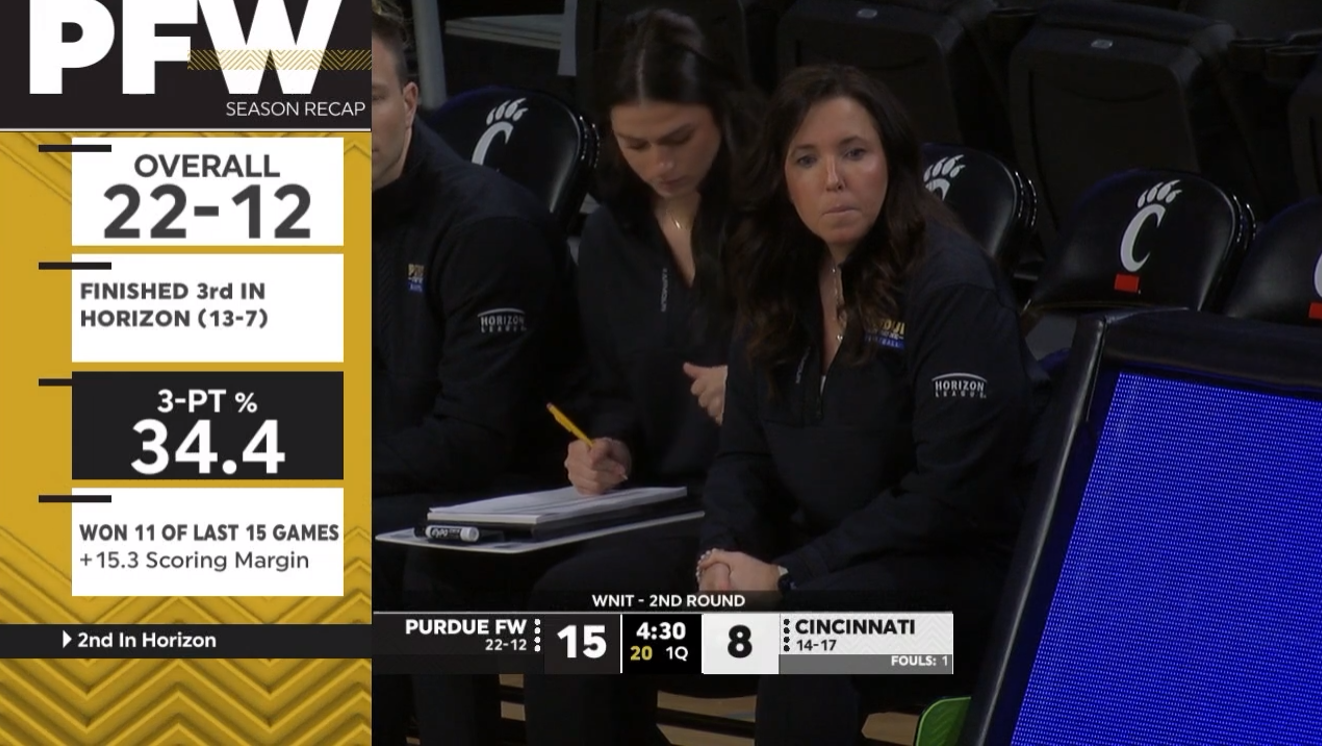 PFW
SEASON RECAP
OVERALL
22-12
FINISHED 3rd IN
HORIZON (13-7)
3-PT %
34.4
WON 11 OF LAST 15 GAMES
+15.3 Scoring Margin
2nd In Horizon
C
C
HORIZON
LEAGUE
HORIZON
LEAGUE
WNIT - 2ND ROUND
PURDUE FW
22-12
15
4:30
20 1Q
8
CINCINNATI
14-17
FOULS: 1